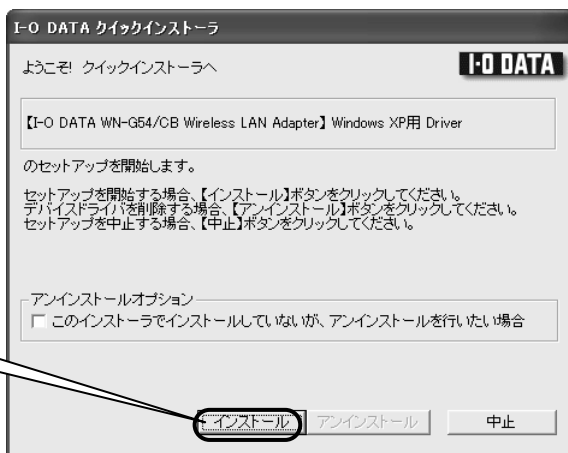 I-O DATA クイックインストーラ
ようこそ! クイックインストーラへ
I-O DATA
【I-O DATA WN-G54/CB Wireless LAN Adapter】 Windows XP用 Driver
のセットアップを開始します。
セットアップを開始する場合、【インストール】ボタンをクリックしてください。
デバイスドライバを削除する場合、【アンインストール】ボタンをクリックしてください。
セットアップを中止する場合、【中止】ボタンをクリックしてください。
アンインストールオプション
このインストーラでインストールしていないが、アンインストールを行いたい場合
インストール
アンインストール
中止